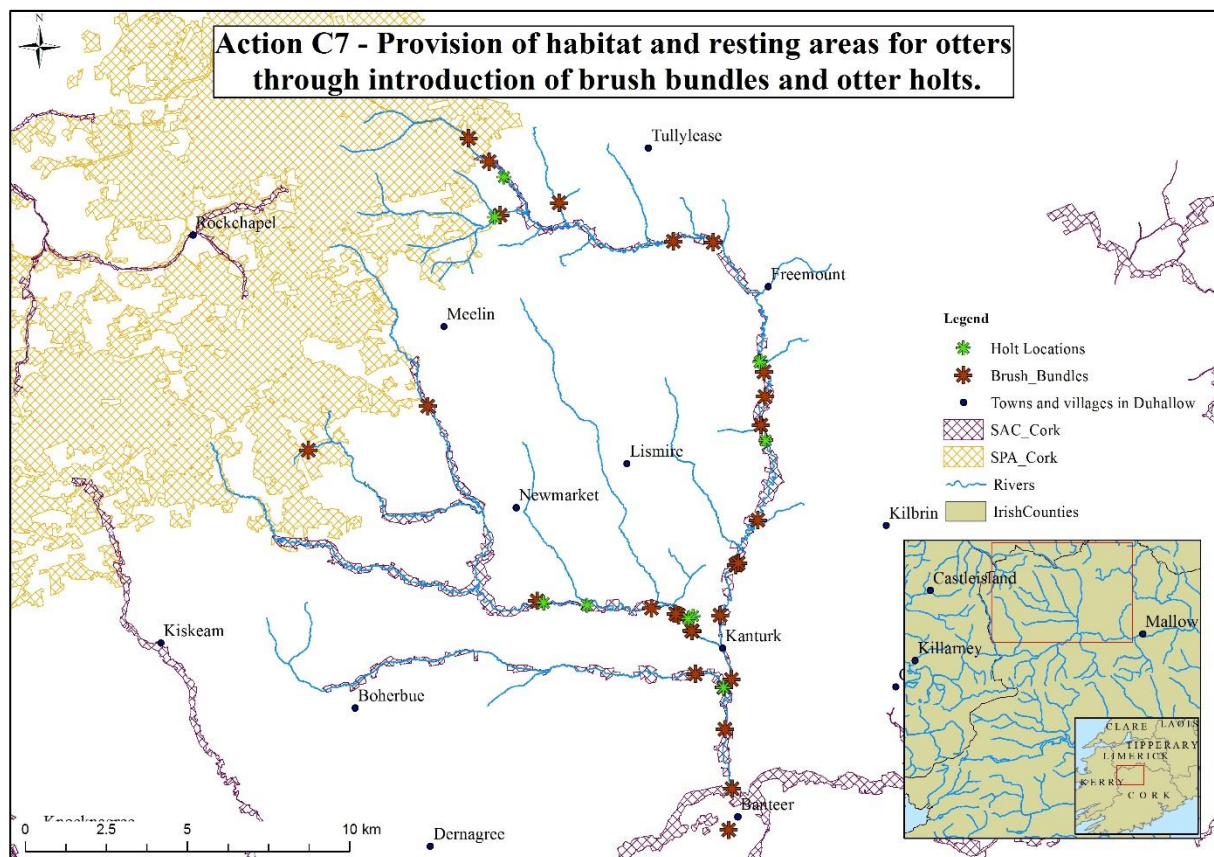 N
Action C7 - Provision of habitat and resting areas for otters
through introduction of brush bundles and otter holts.
Tullylease
Rockchapel
Freemount
Meelin
Legend
Holt Locations
Brush_Bundles
Towns and villages in Duhallow
SAC_Cork
SPA_Cork
Rivers
IrishCounties
Lismire
Newmarket
Kilbrin
Castleisland
Mallow
Killarney
Kiskeam
Kanturk
Boherbue
CLARE
LAOIS
TIPPERARY
LIMERICK
KERRY
CORK
Banteer
Dernagree
0 5 10 km